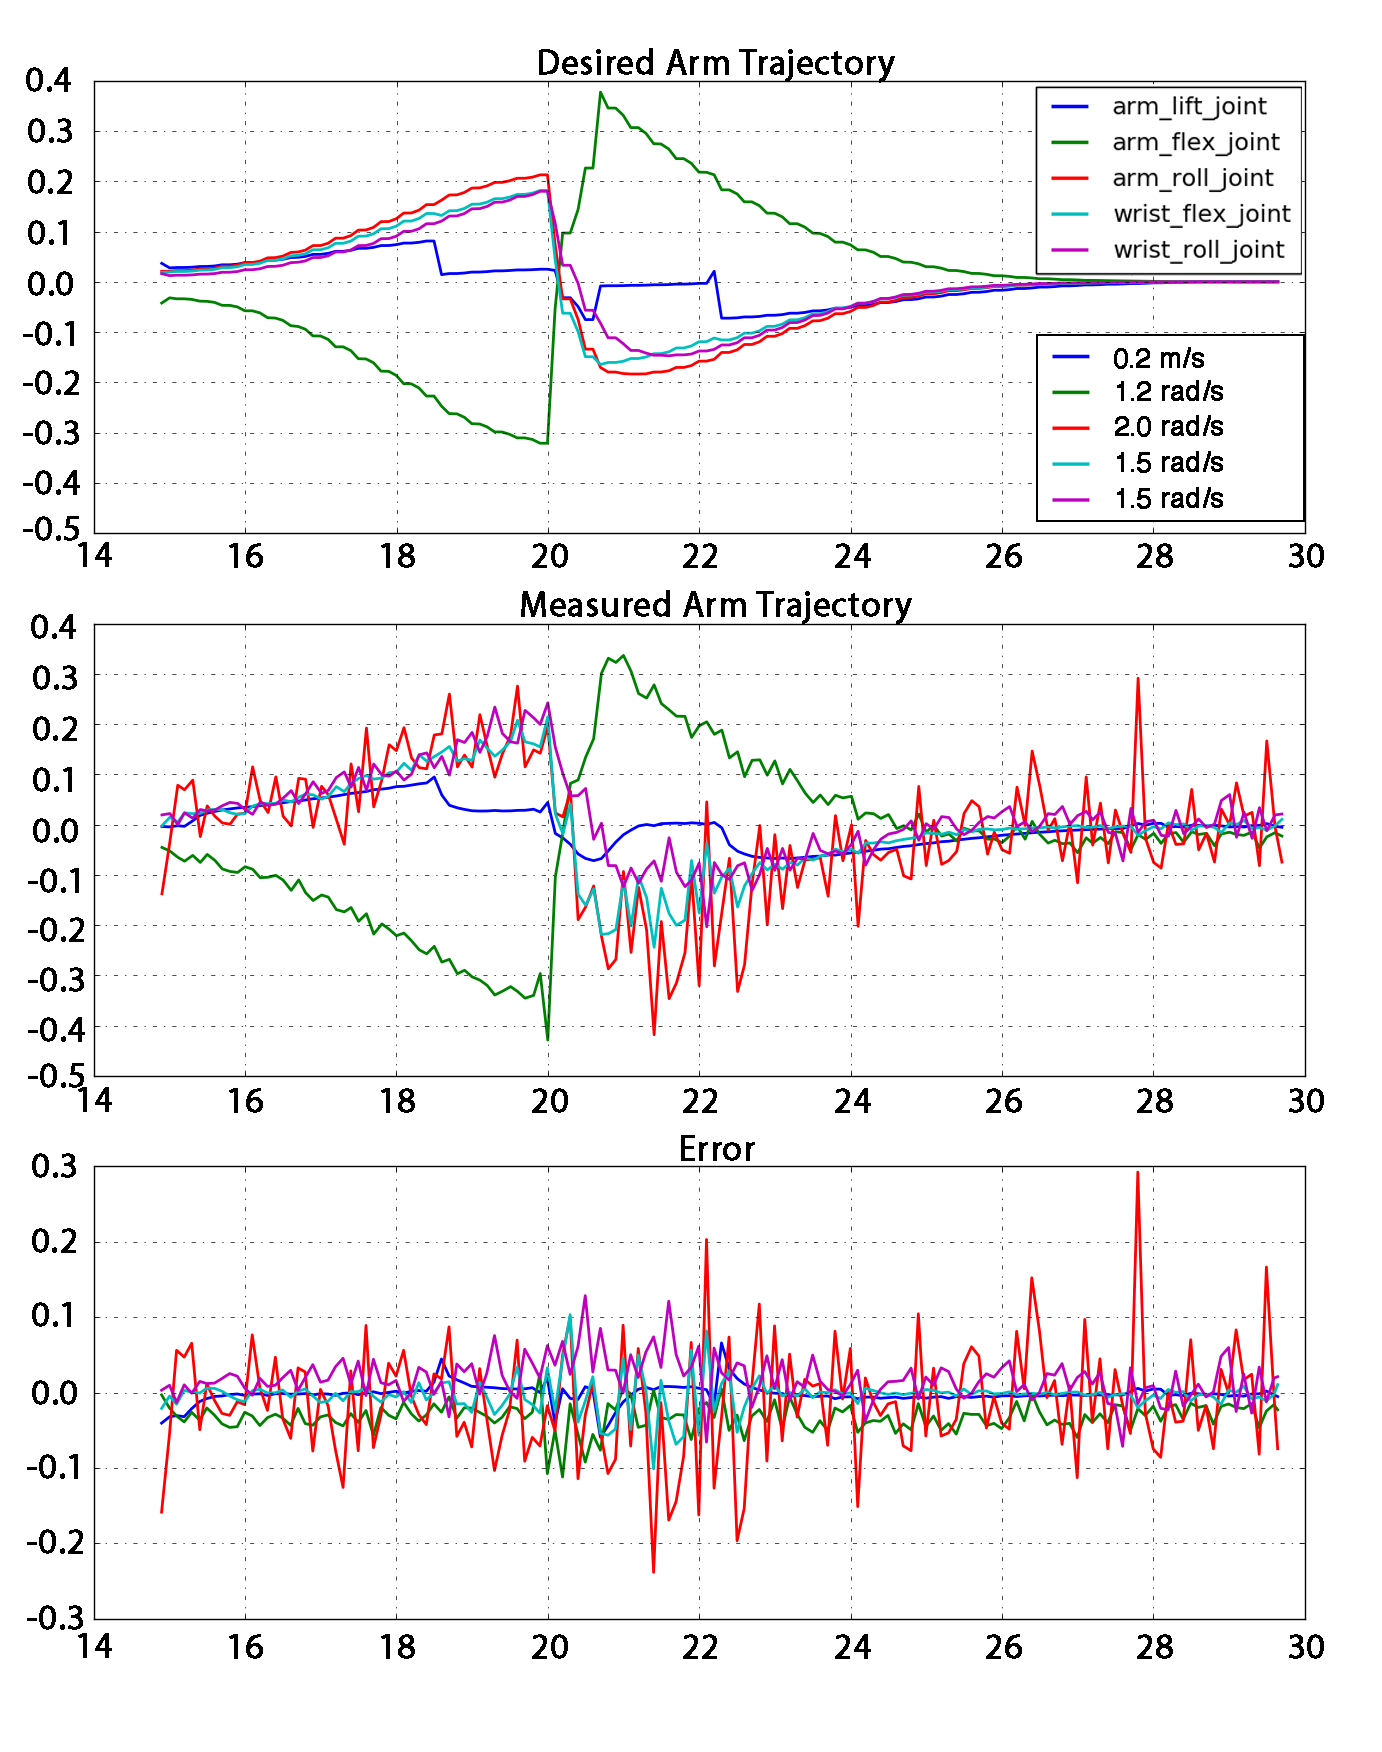 Desired Arm Trajectory
0.4
0.3
0.2
0.1
0.0
-0.1
-0.2
-0.3
-0.4
-0.5
arm_lift_joint
arm_flex_joint
arm_roll_joint
wrist_flex_joint
wrist_roll_joint
0.2 m/s
1.2 rad/s
2.0 rad/s
1.5 rad/s
1.5 rad/s
14 16 18 20 22 24 26 28 30
Measured Arm Trajectory
0.4
0.3
0.2
0.1
0.0
-0.1
-0.2
-0.3
-0.4
-0.5
14 16 18 20 22 24 26 28 30
Error
0.3
0.2
0.1
0.0
-0.1
-0.2
-0.3
14 16 18 20 22 24 26 28 30